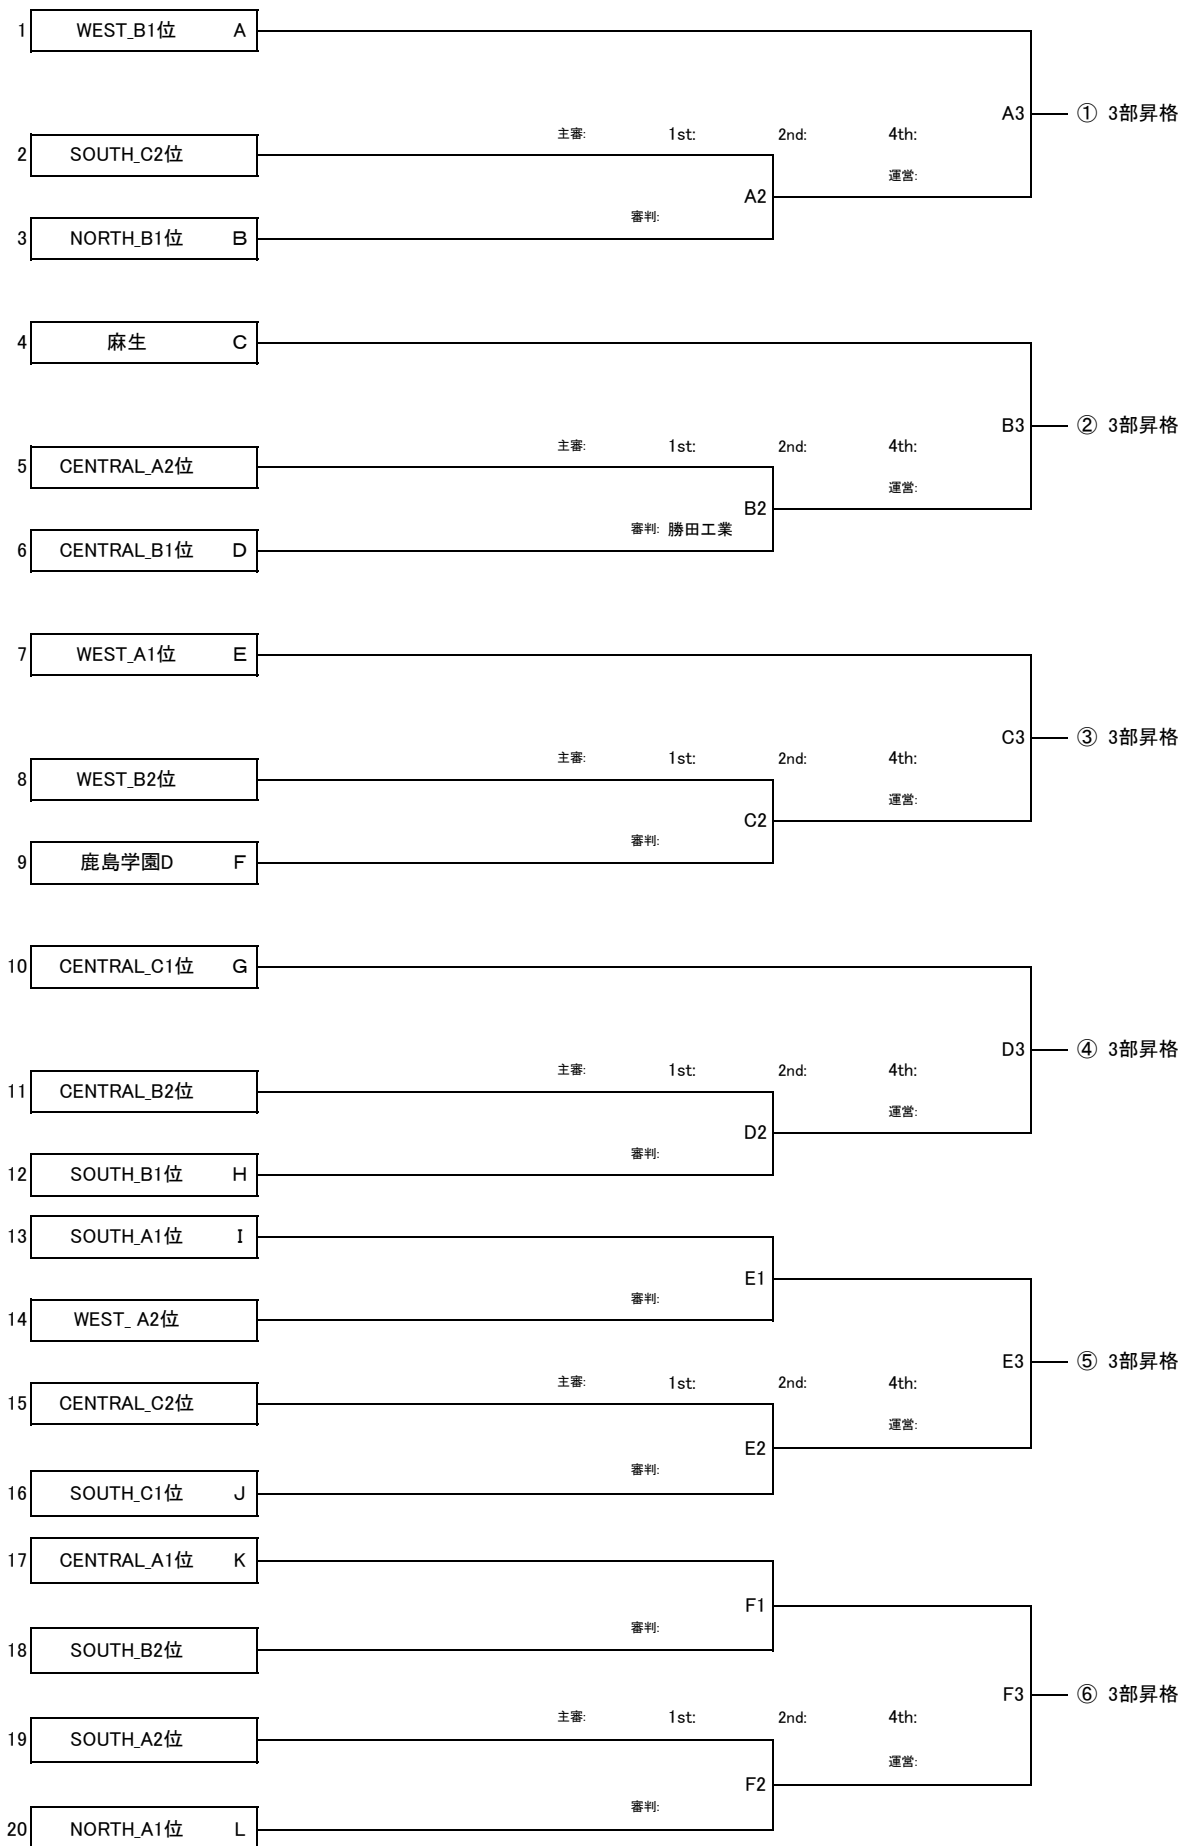 1 WEST_B1位 A
A3 ① 3部昇格
主審: 1st: 2nd: 4th:
2 SOUTH_C2位
運営:
A2
審判:
3 NORTH_B1位 B
4 麻生 C
B3 ② 3部昇格
主審: 1st: 2nd: 4th:
5 CENTRAL_A2位
運営:
B2
審判: 勝田工業
6 CENTRAL_B1位 D
7 WEST_A1位 E
C3 ③ 3部昇格
主審: 1st: 2nd: 4th:
8 WEST_B2位
運営:
C2
審判:
9 鹿島学園D F
10 CENTRAL_C1位 G
D3 ④ 3部昇格
主審: 1st: 2nd: 4th:
11 CENTRAL_B2位
運営:
D2
審判:
12 SOUTH_B1位 H
13 SOUTH_A1位 I
E1
審判:
14 WEST_ A2位
E3 ⑤ 3部昇格
主審: 1st: 2nd: 4th:
15 CENTRAL_C2位
運営:
E2
審判:
16 SOUTH_C1位 J
17 CENTRAL_A1位 K
F1
審判:
18 SOUTH_B2位
F3 ⑥ 3部昇格
主審: 1st: 2nd: 4th:
19 SOUTH_A2位
運営:
F2
審判:
20 NORTH_A1位 L